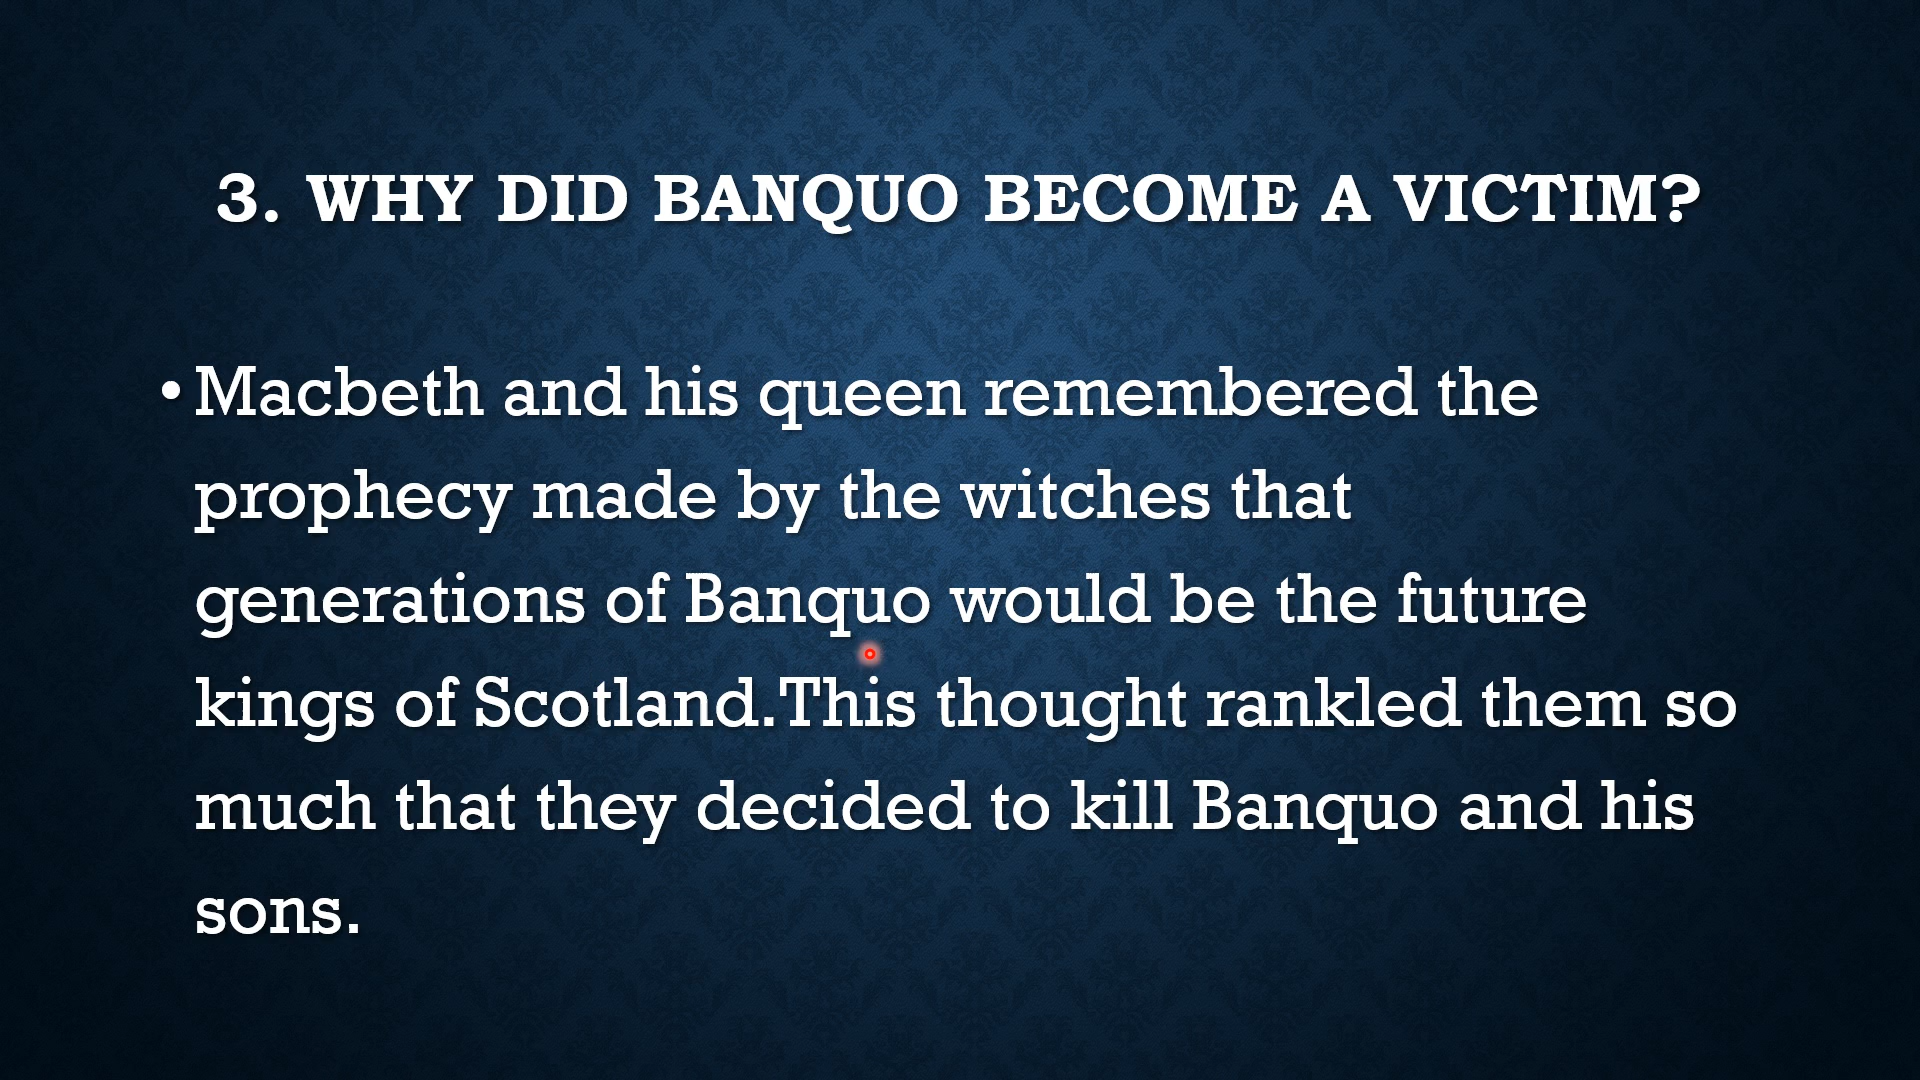 3. WHY DID BANQUO BECOME A VICTIM?
• Macbeth and his queen remembered the
prophecy made by the witches that
generations of Banquo would be the future
kings of Scotland.This thought rankled them so
much that they decided to kill Banquo and his
sons.